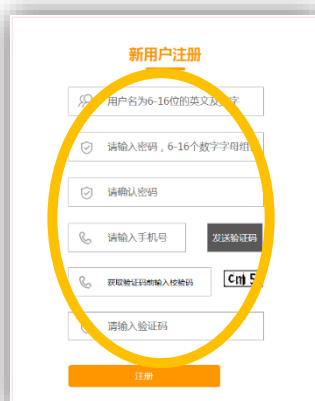 新用户注册
用户名为6-16位的英文及字
请输入密码，6-16个数字字母组
请确认密码
请输入手机号 发送验证码
获取验证码前输入校验码
请输入验证码
注册